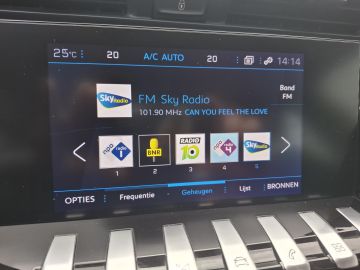 25°C 20 A/C AUTO 20 14:14
Sky Radio
FM Sky Radio
101.90 MHz CAN YOU FEEL THE LOVE
Band
FM
npo radio 1
BNR
RADIO 10
npo
Sky Radio
1 2 3 4 5
OPTIES Frequentie Geheugen Lijst BRONNEN